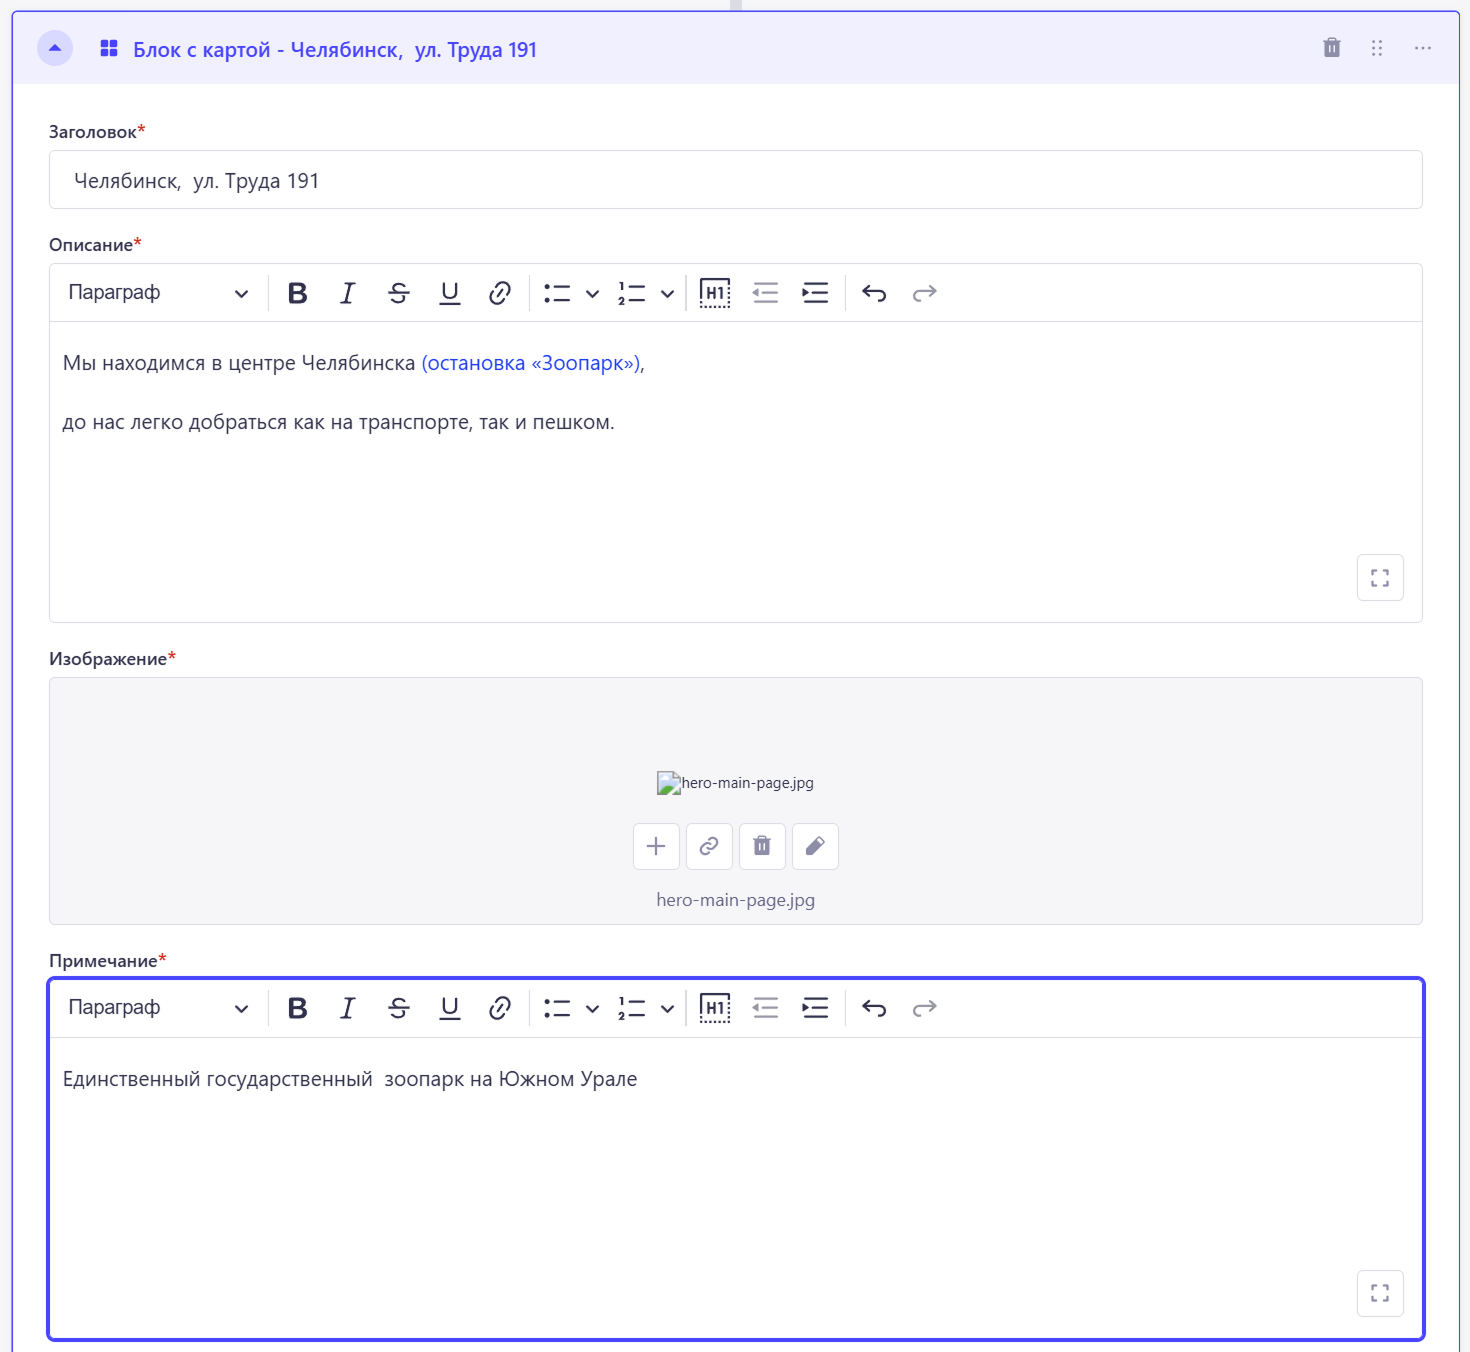 Блок с картой - Челябинск,  ул. Труда 191
Заголовок*
Челябинск,  ул. Труда 191
Описание*
Параграф
Мы находимся в центре Челябинска (остановка «Зоопарк»),
до нас легко добраться как на транспорте, так и пешком.
Изображение*
hero-main-page.jpg
hero-main-page.jpg
Примечание*
Параграф
Единственный государственный  зоопарк на Южном Урале